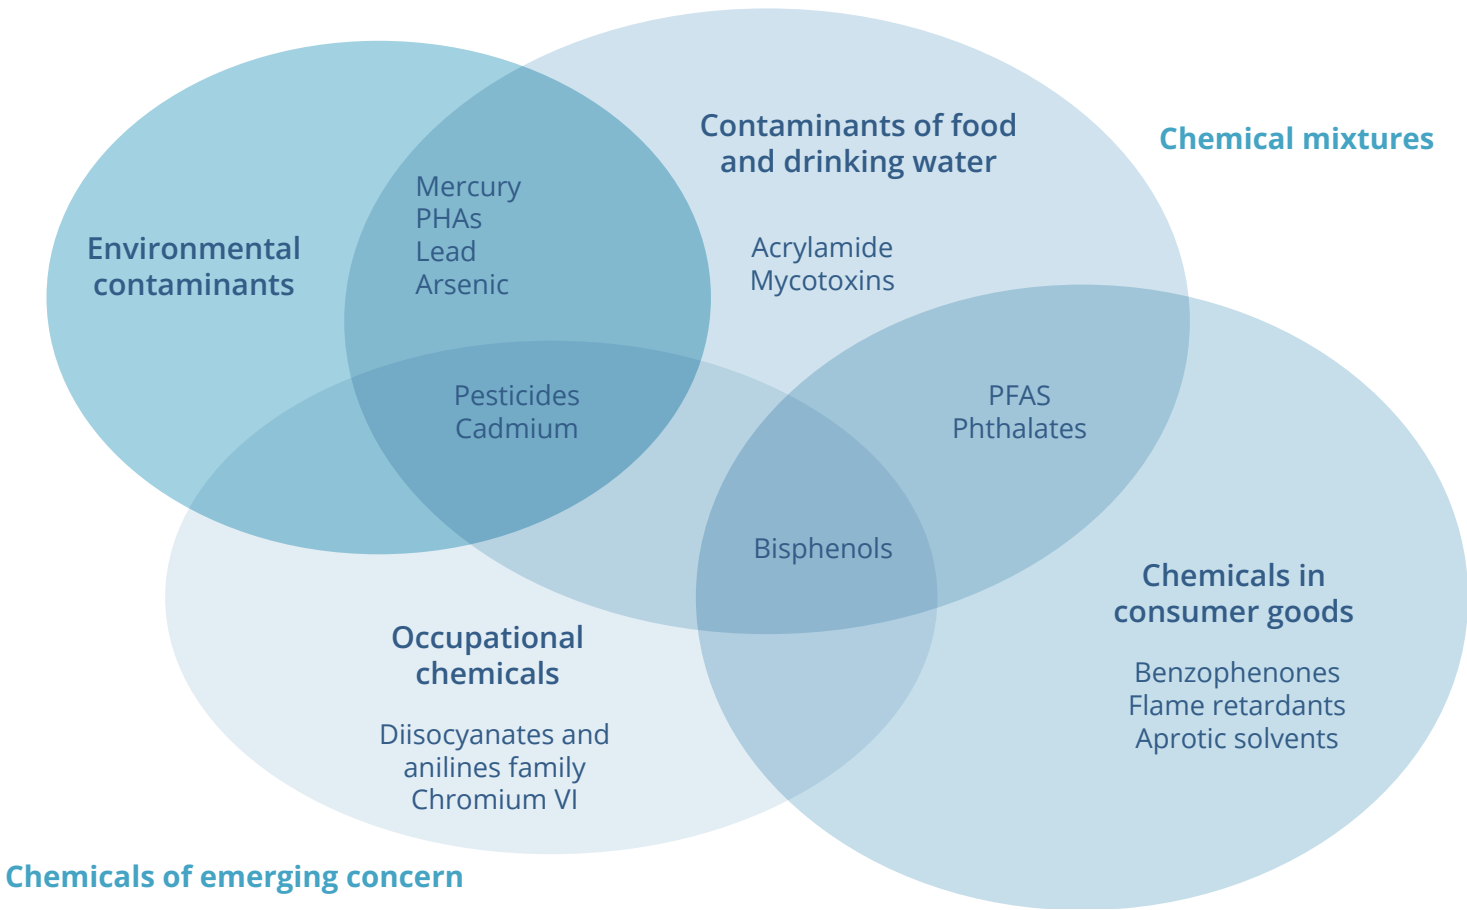 Contaminants of food
and drinking water
Chemical mixtures
Mercury
PHAs
Lead
Arsenic
Environmental
contaminants
Acrylamide
Mycotoxins
Pesticides
Cadmium
PFAS
Phthalates
Bisphenols
Chemicals in
consumer goods
Benzophenones
Flame retardants
Aprotic solvents
Occupational
chemicals
Diisocyanates and
anilines family
Chromium VI
Chemicals of emerging concern